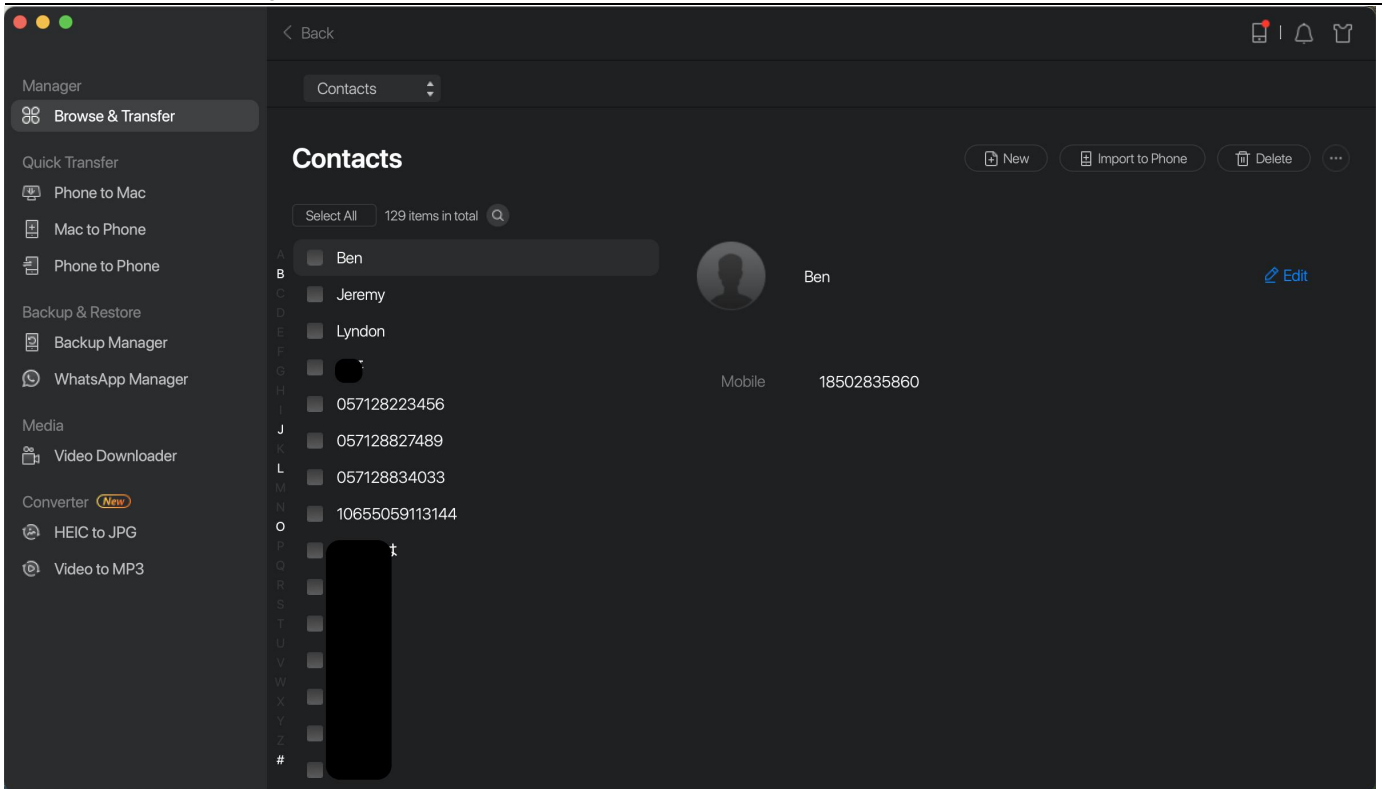 Back
Contacts
Manager
Browse & Transfer
Quick Transfer
Phone to Mac
Mac to Phone
Phone to Phone
Backup & Restore
Backup Manager
WhatsApp Manager
Media
Video Downloader
Converter New
HEIC to JPG
Video to MP3
Contacts
New
Import to Phone
Delete
Select All 129 items in total
A
B
C
D
E
F
G
H
I
J
K
L
M
N
O
P
Q
R
S
T
U
V
W
X
Y
Z
#
Ben
Jeremy
Lyndon
057128223456
057128827489
057128834033
10655059113144
Ben
Edit
Mobile 18502835860